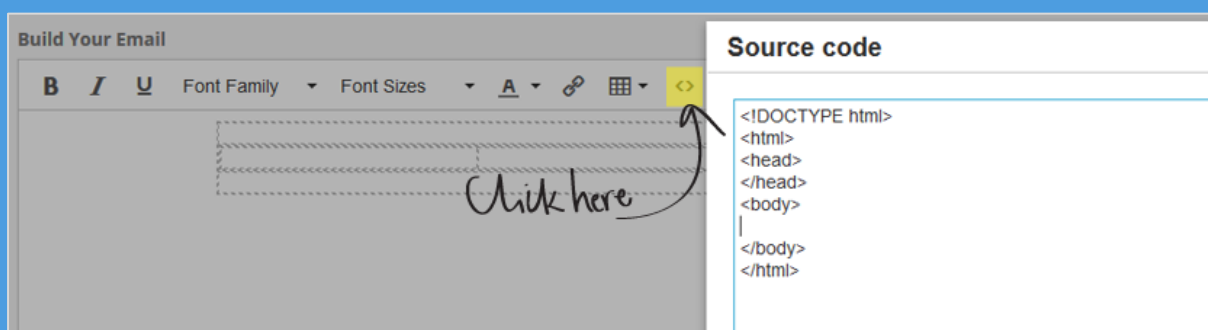 Build Your Email
B I U Font Family Font Sizes A <>
Click here
Source code
<!DOCTYPE html>
<html>
<head>
</head>
<body>
</body>
</html>